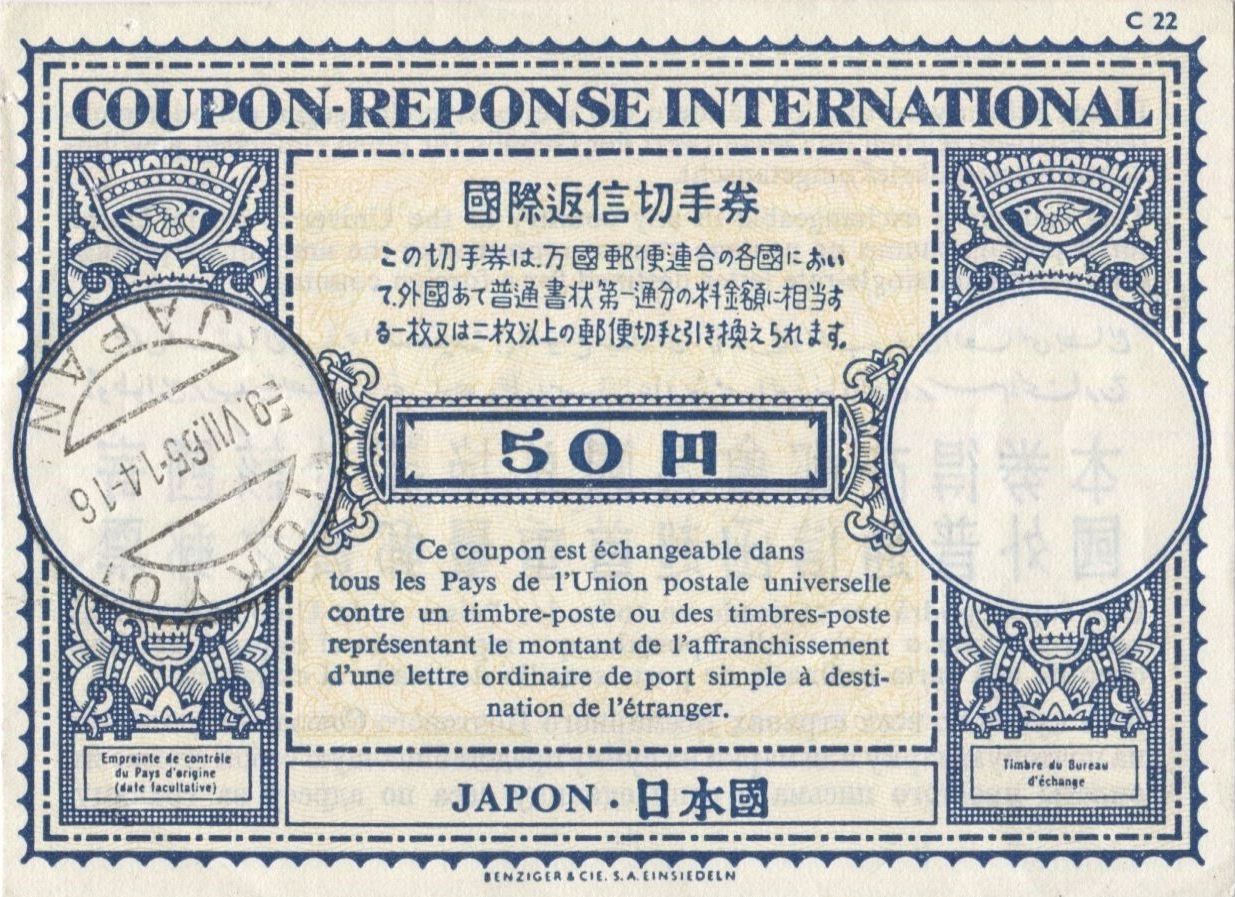 C 22
COUPON-REPONSE INTERNATIONAL
國際返信切手券
この切手券は万國郵便連合の各國におい
て、外國あて普通書状第一通分の料金額に相当す
る一枚又は二枚以上の郵便切手と引き換えられます。
JAPAN
14-16
TOKYO
50 円
Ce coupon est échangeable dans
tous les Pays de l'Union postale universelle
contre un timbre-poste ou des timbres-poste
représentant le montant de l'affranchissement
d'une lettre ordinaire de port simple à desti-
nation de l'étranger.
Empreinte de contrôle
du Pays d'origine
(date facultative)
Timbre du Bureau
d'échange
JAPON · 日本國
BENZIGER & CIE. S.A. EINSIEDELN